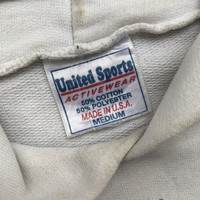 United Sports
ACTIVEWEAR
50% COTTON
50% POLYESTER
MADE IN U.S.A.
MEDIUM